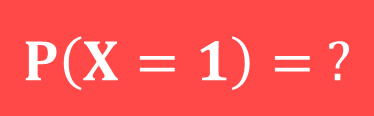 P(X = 1) = ?